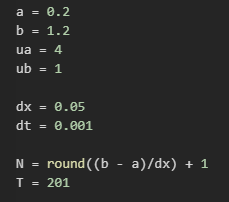 a = 0.2
b = 1.2
ua = 4
ub = 1
dx = 0.05
dt = 0.001
N = round((b - a)/dx) + 1
T = 201